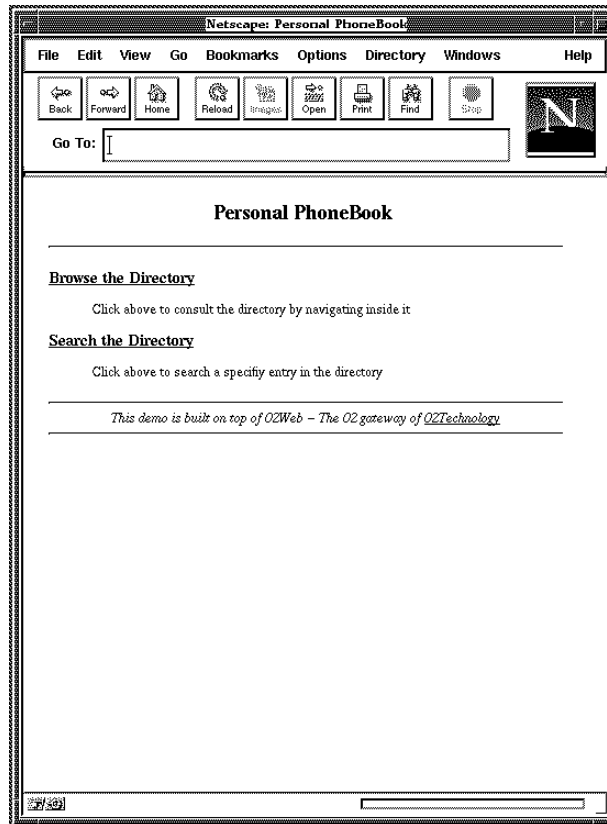 Netscape: Personal PhoneBook
File Edit View Go Bookmarks Options Directory Windows Help
Back Forward Home Reload Images Open Print Find Stop
N
Go To:
Personal PhoneBook
Browse the Directory
Click above to consult the directory by navigating inside it
Search the Directory
Click above to search a specifiy entry in the directory
This demo is built on top of O2Web – The O2 gateway of O2Technology